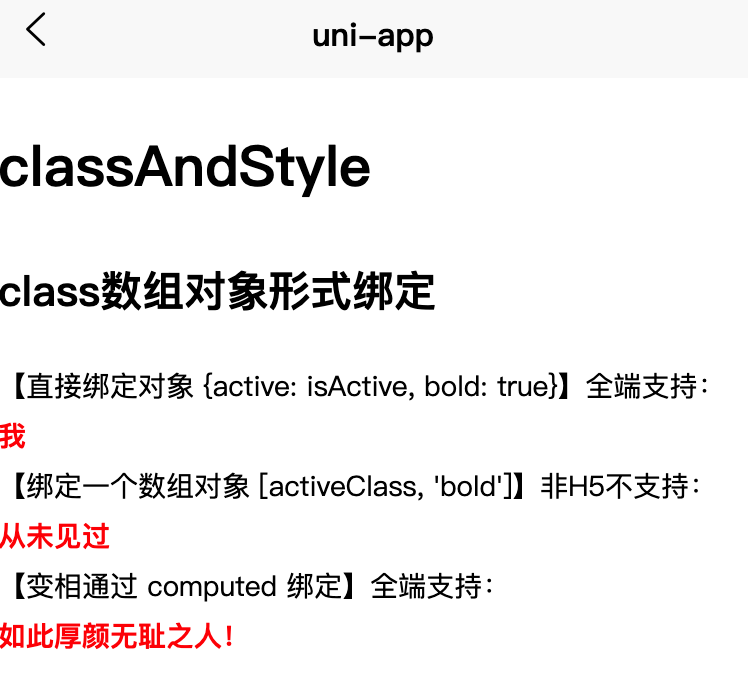 uni-app
classAndStyle
class数组对象形式绑定
【直接绑定对象 {active: isActive, bold: true}】全端支持：
我
【绑定一个数组对象 [activeClass, 'bold']】非H5不支持：
从未见过
【变相通过 computed 绑定】全端支持：
如此厚颜无耻之人！